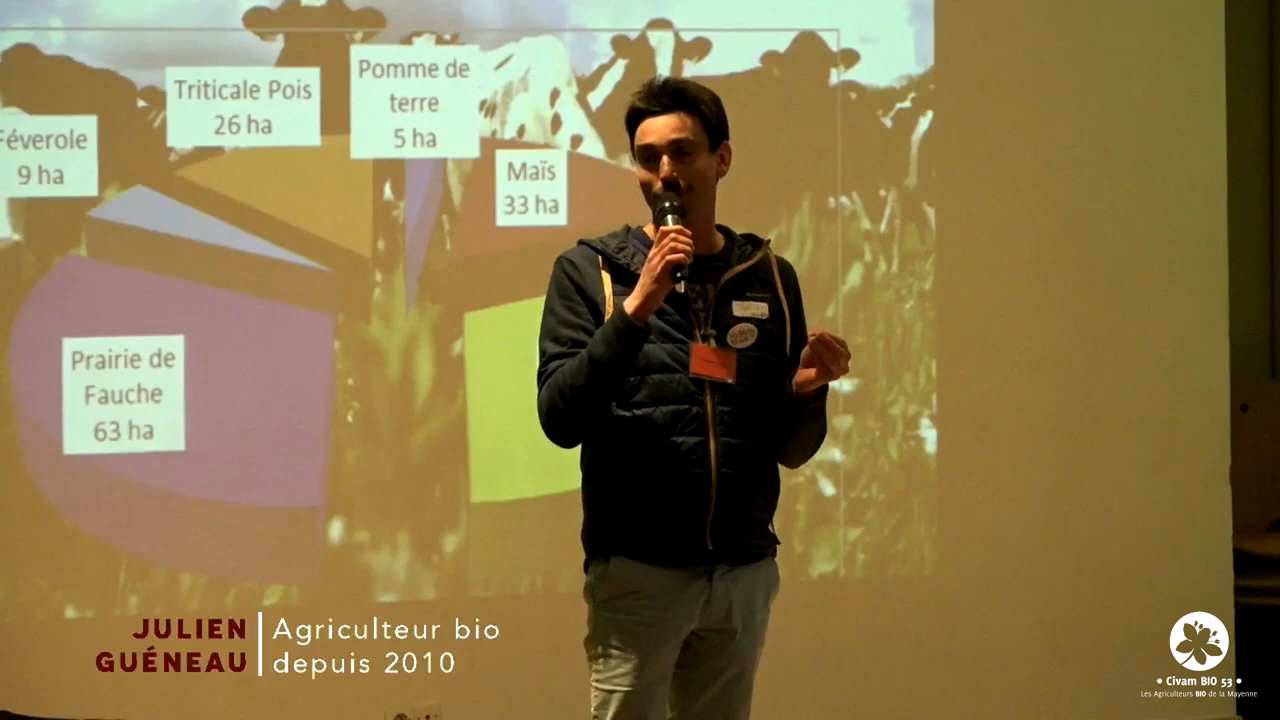 Féverole
9 ha
Triticale Pois
26 ha
Pomme de
terre
5 ha
Maïs
33 ha
Prairie de
Fauche
63 ha
JULIEN
GUÉNEAU
Agriculteur bio
depuis 2010
• Civam BIO 53 •
Les Agriculteurs BIO de la Mayenne